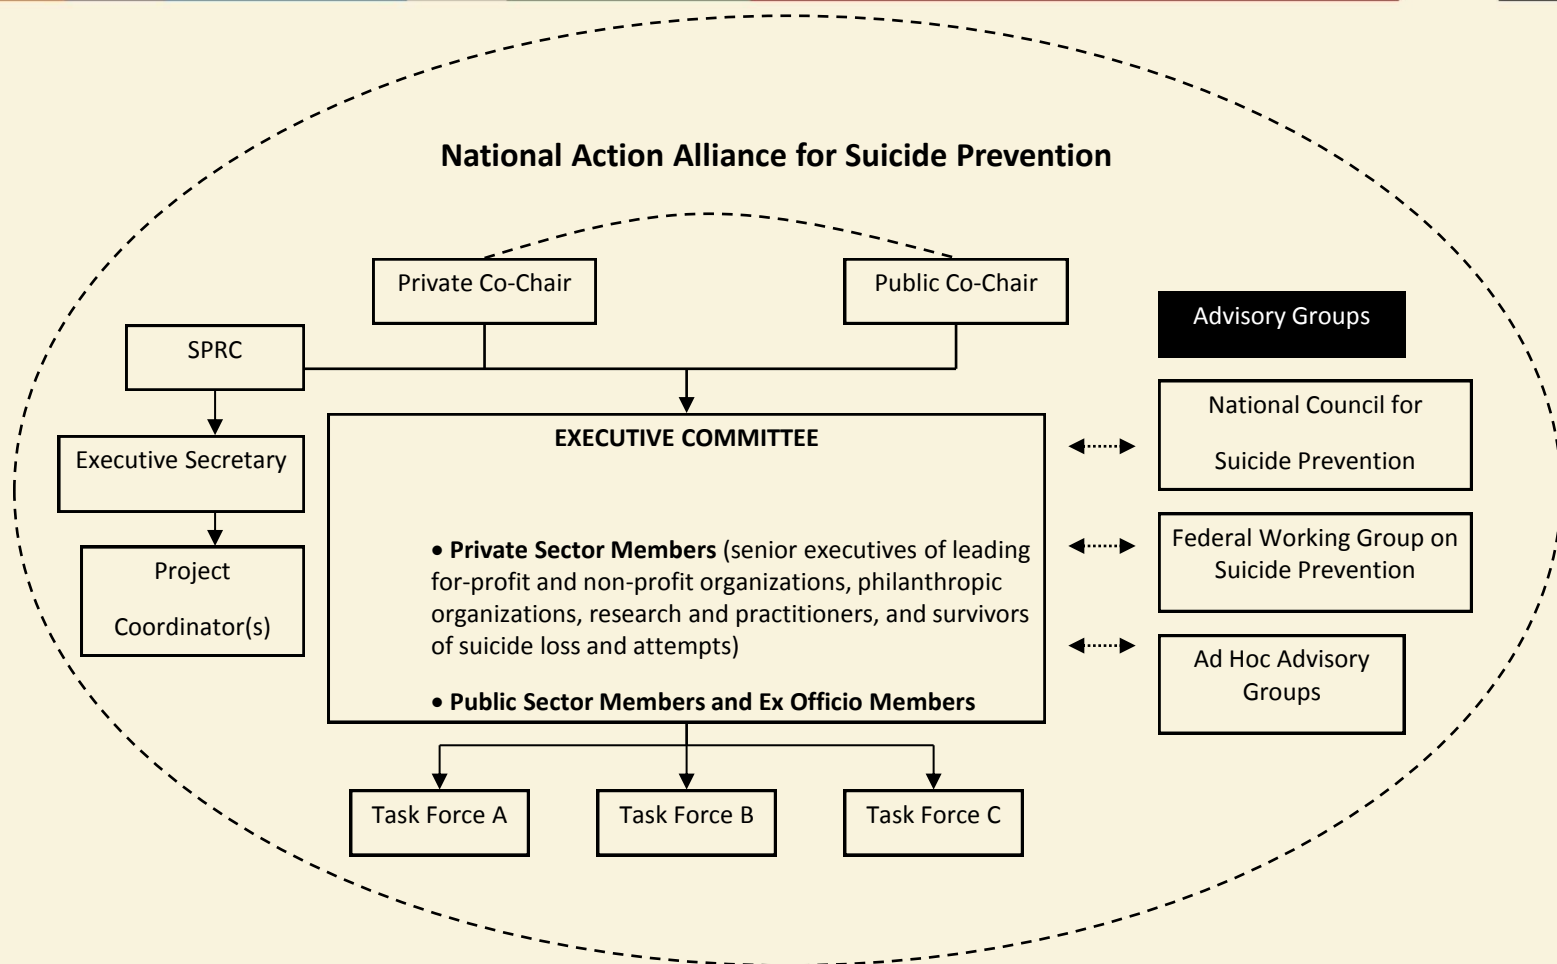 National Action Alliance for Suicide Prevention
Private Co-Chair
Public Co-Chair
Advisory Groups
SPRC
Executive Secretary
Project
Coordinator(s)
EXECUTIVE COMMITTEE
• Private Sector Members (senior executives of leading
for-profit and non-profit organizations, philanthropic
organizations, research and practitioners, and survivors
of suicide loss and attempts)
• Public Sector Members and Ex Officio Members
National Council for
Suicide Prevention
Federal Working Group on
Suicide Prevention
Ad Hoc Advisory
Groups
Task Force A
Task Force B
Task Force C